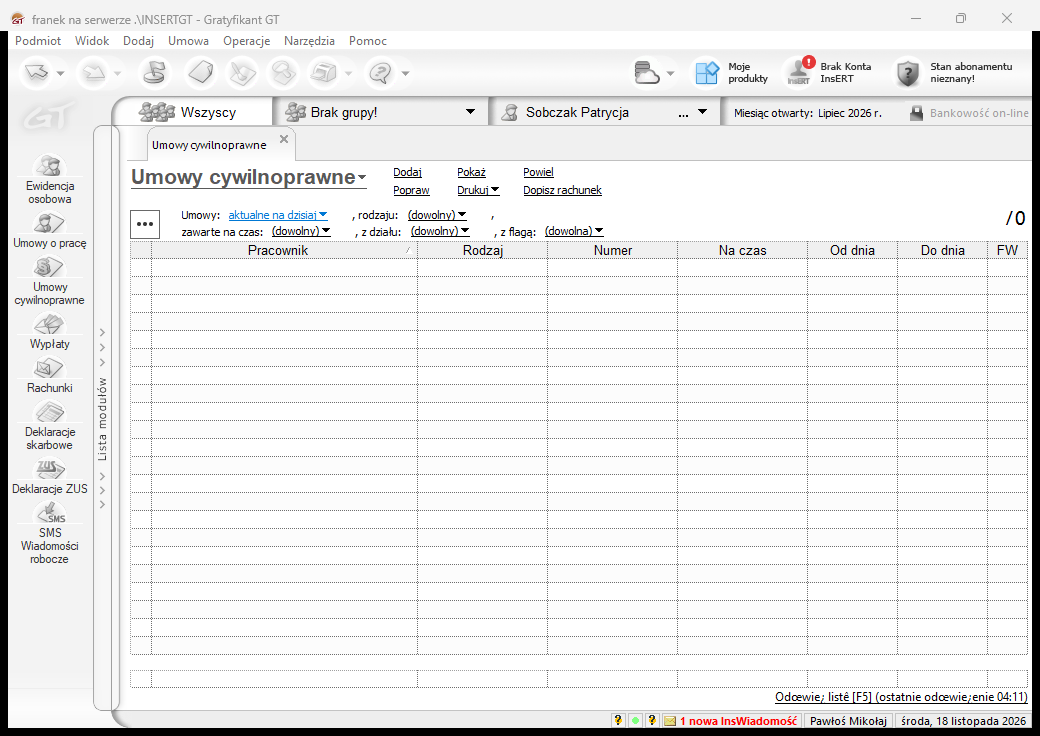 franek na serwerze .\INSERTGT - Gratyfikant GT
Podmiot Widok Dodaj Umowa Operacje Narzędzia Pomoc
Moje produkty
Brak Konta InsERT
Stan abonamentu nieznany!
GT
Wszyscy
Brak grupy!
Sobczak Patrycja ...
Miesiąc otwarty: Lipiec 2026 r.
Bankowość on-line
Umowy cywilnoprawne
Ewidencja
osobowa
Umowy o pracę
Umowy
cywilnoprawne
Wypłaty
Rachunki
Deklaracje
skarbowe
Deklaracje ZUS
SMS
Wiadomości
robocze
Lista modułów
Umowy cywilnoprawne
Dodaj Pokaż Powiel
Popraw Drukuj Dopisz rachunek
Umowy: aktualne na dzisiaj , rodzaju: (dowolny) ,
zawarte na czas: (dowolny) , z działu: (dowolny) , z flagą: (dowolna)
/0
Pracownik Rodzaj Numer Na czas Od dnia Do dnia FW
Odœwie¿ listê [F5] (ostatnie odœwie¿enie 04:11)
1 nowa InsWiadomość Pawłoś Mikołaj środa, 18 listopada 2026